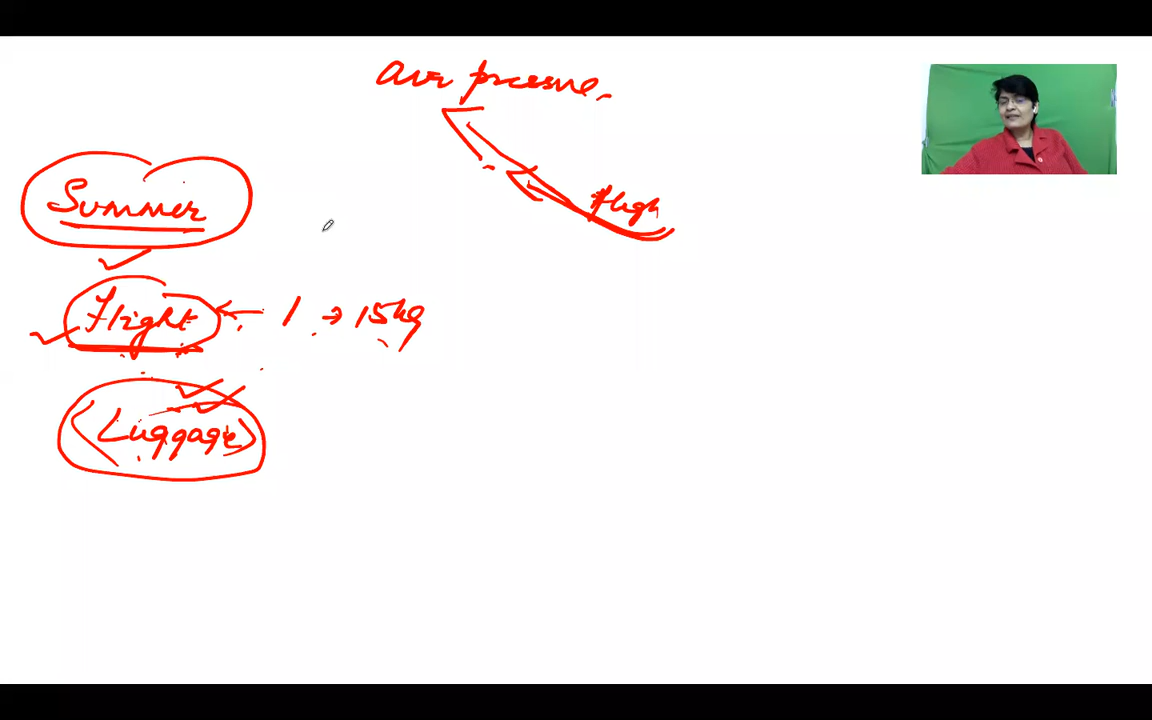 air pressure
Summer
flight
Flight ← 1 → 15kg
(Luggage)